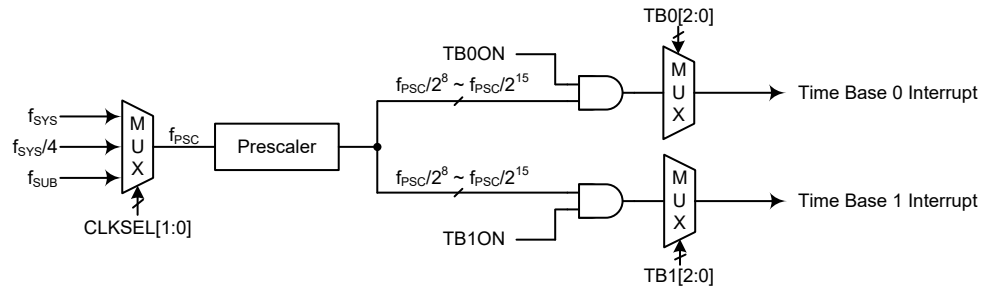 TB0[2:0]
TB0ON
M
U
X
fPSC/2^8 ~ fPSC/2^15
Time Base 0 Interrupt
fSYS
fSYS/4
fSUB
M
U
X
fPSC
Prescaler
CLKSEL[1:0]
fPSC/2^8 ~ fPSC/2^15
M
U
X
Time Base 1 Interrupt
TB1ON
TB1[2:0]